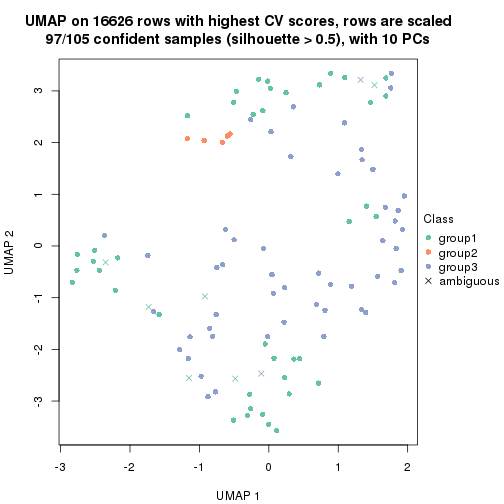 UMAP on 16626 rows with highest CV scores, rows are scaled
97/105 confident samples (silhouette > 0.5), with 10 PCs
3
2
1
0
-1
-2
-3
UMAP 2
-3 -2 -1 0 1 2
UMAP 1
Class
group1
group2
group3
ambiguous